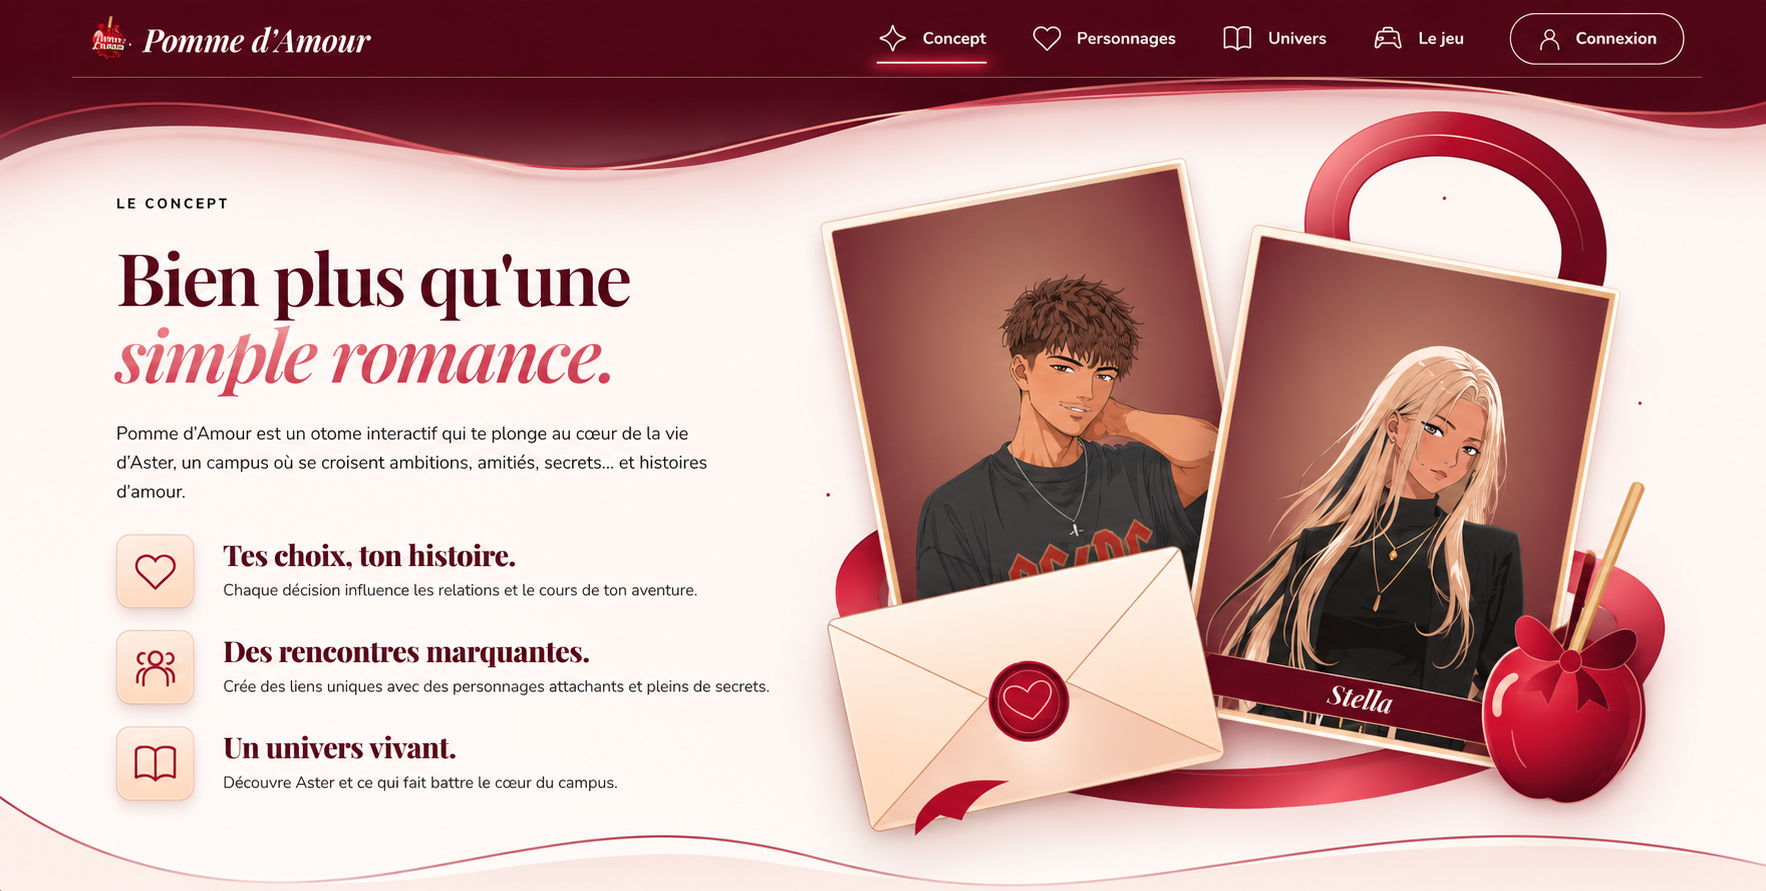 Pomme d'Amour
Concept
Personnages
Univers
Le jeu
Connexion
LE CONCEPT
Bien plus qu'une
simple romance.
Pomme d’Amour est un otome interactif qui te plonge au cœur de la vie
d’Aster, un campus où se croisent ambitions, amitiés, secrets... et histoires
d’amour.
Tes choix, ton histoire.
Chaque décision influence les relations et le cours de ton aventure.
Des rencontres marquantes.
Crée des liens uniques avec des personnages attachants et pleins de secrets.
Un univers vivant.
Découvre Aster et ce qui fait battre le cœur du campus.
Stella